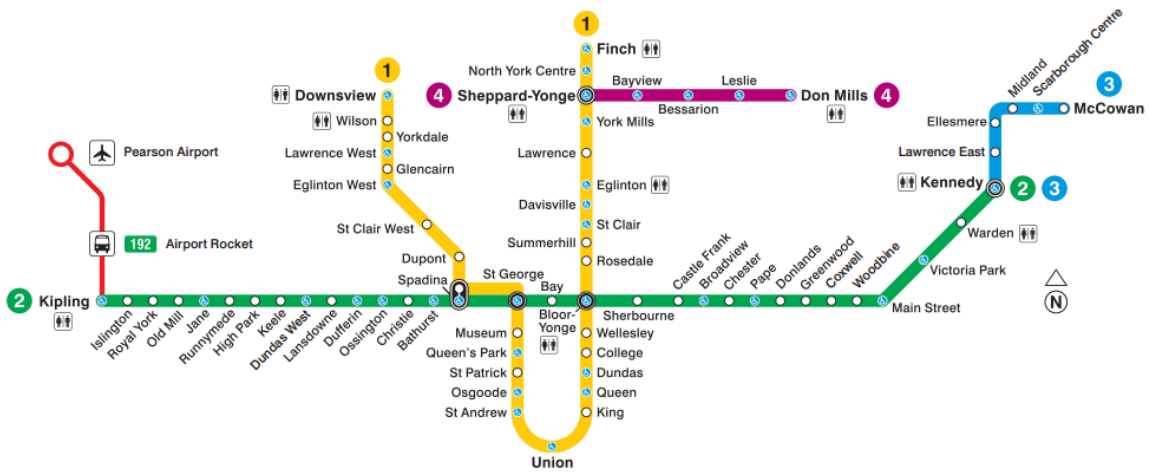 1
Finch
North York Centre
1
4
Sheppard-Yonge
Bayview
Leslie
Bessarion
Don Mills
4
Downsview
Wilson
Yorkdale
Lawrence West
Glencairn
Eglinton West
St Clair West
Dupont
Spadina
York Mills
Lawrence
Eglinton
Davisville
St Clair
Summerhill
Rosedale
3
Midland
Scarborough Centre
McCowan
Ellesmere
Lawrence East
Kennedy
2
3
Warden
Victoria Park
Main Street
Pearson Airport
192
Airport Rocket
2
Kipling
Islington
Royal York
Old Mill
Jane
Runnymede
High Park
Keele
Dundas West
Lansdowne
Dufferin
Ossington
Christie
Bathurst
St George
Bay
Bloor-
Yonge
Sherbourne
Castle Frank
Broadview
Chester
Pape
Donlands
Greenwood
Coxwell
Woodbine
Museum
Queen's Park
St Patrick
Osgoode
St Andrew
Union
Wellesley
College
Dundas
Queen
King
N